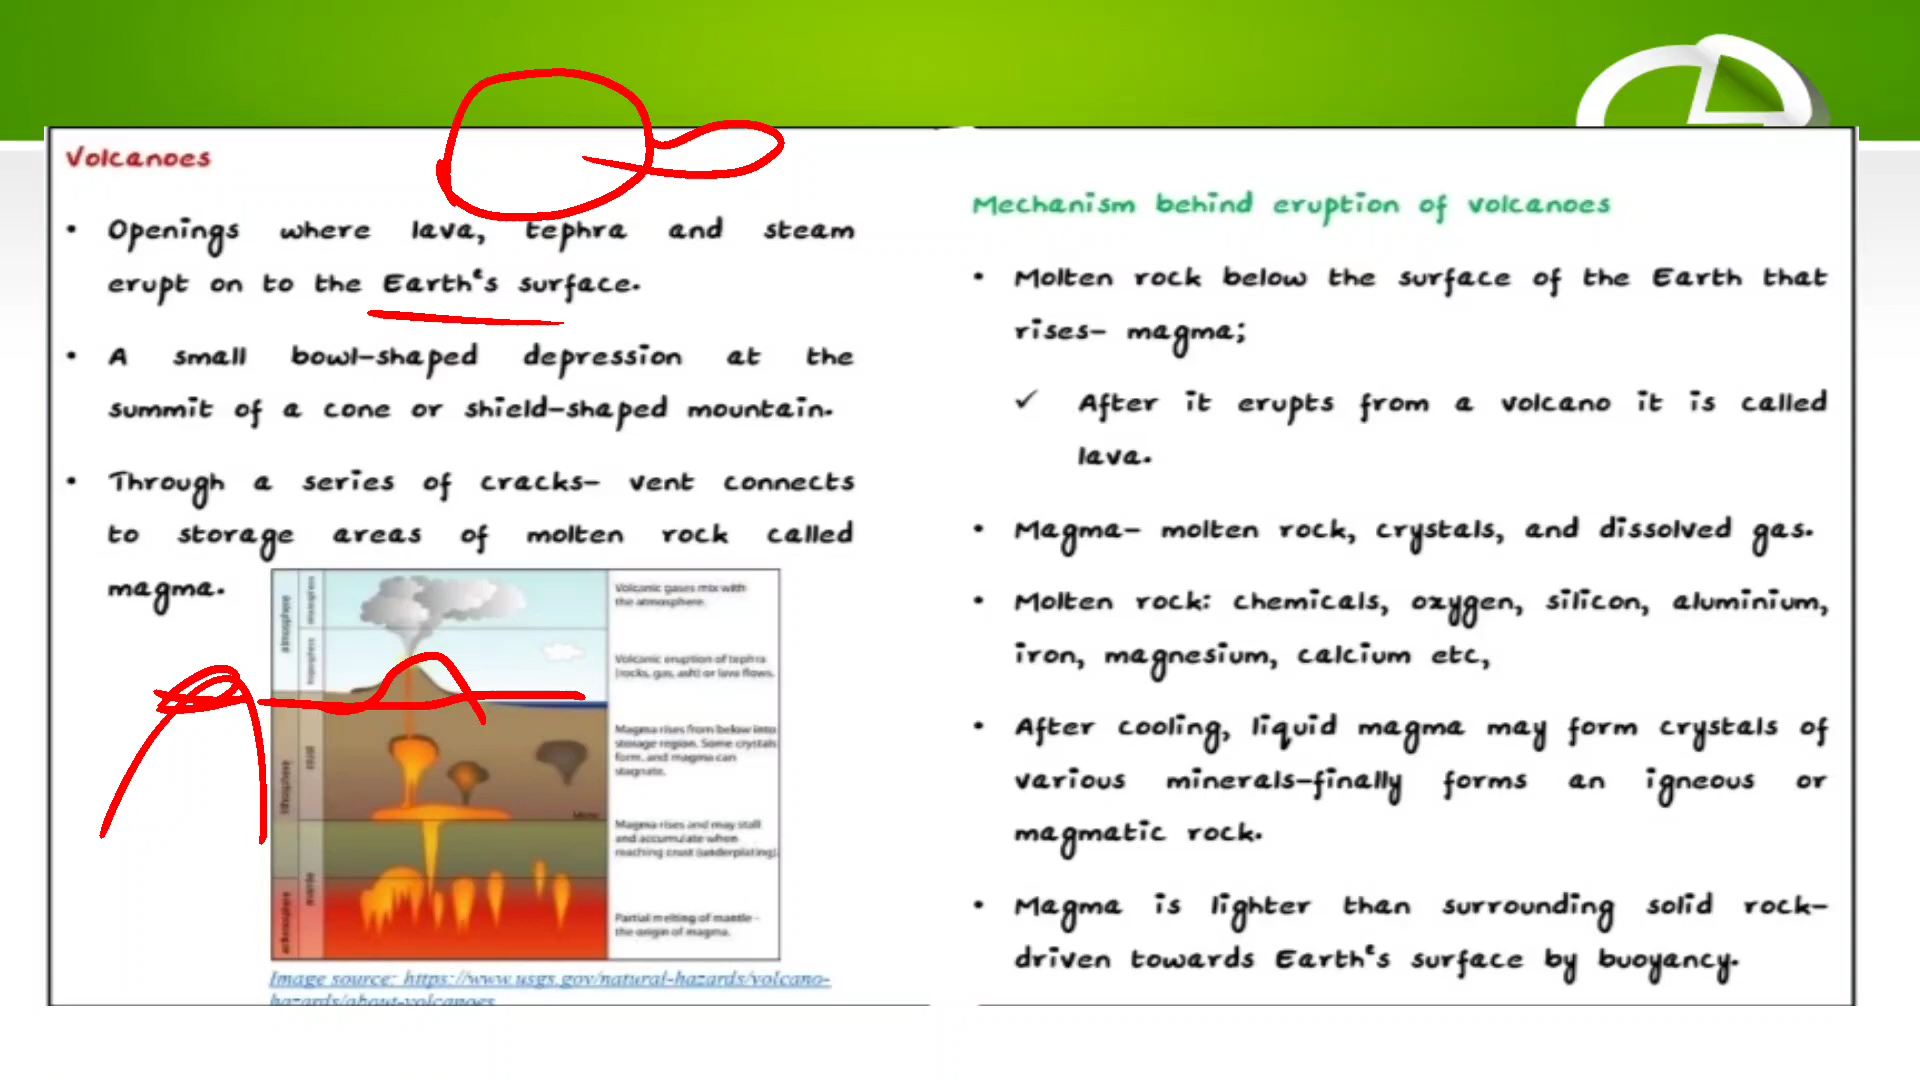 Volcanoes
• Openings where lava, tephra and steam
erupt on to the Earth's surface.
• A small bowl-shaped depression at the
summit of a cone or shield-shaped mountain.
• Through a series of cracks- vent connects
to storage areas of molten rock called
magma.
Volcanic gases mix with
the atmosphere.
Volcanic eruption of tephra
(rocks, gas, ash) or lava flows.
Magma rises from below into
storage region. Some crystals
form, and magma can
stagnate.
Magma rises and may stall
and accumulate when
reaching crust (underplating).
Partial melting of mantle -
the origin of magma.
atmosphere
troposphere
lithosphere
crust
mantle
Image source: https://www.usgs.gov/natural-hazards/volcano-
hazards/about-volcanoes
Mechanism behind eruption of volcanoes
• Molten rock below the surface of the Earth that
rises- magma;
✓ After it erupts from a volcano it is called
lava.
• Magma- molten rock, crystals, and dissolved gas.
• Molten rock: chemicals, oxygen, silicon, aluminium,
iron, magnesium, calcium etc,
• After cooling, liquid magma may form crystals of
various minerals-finally forms an igneous or
magmatic rock.
• Magma is lighter than surrounding solid rock-
driven towards Earth's surface by buoyancy.